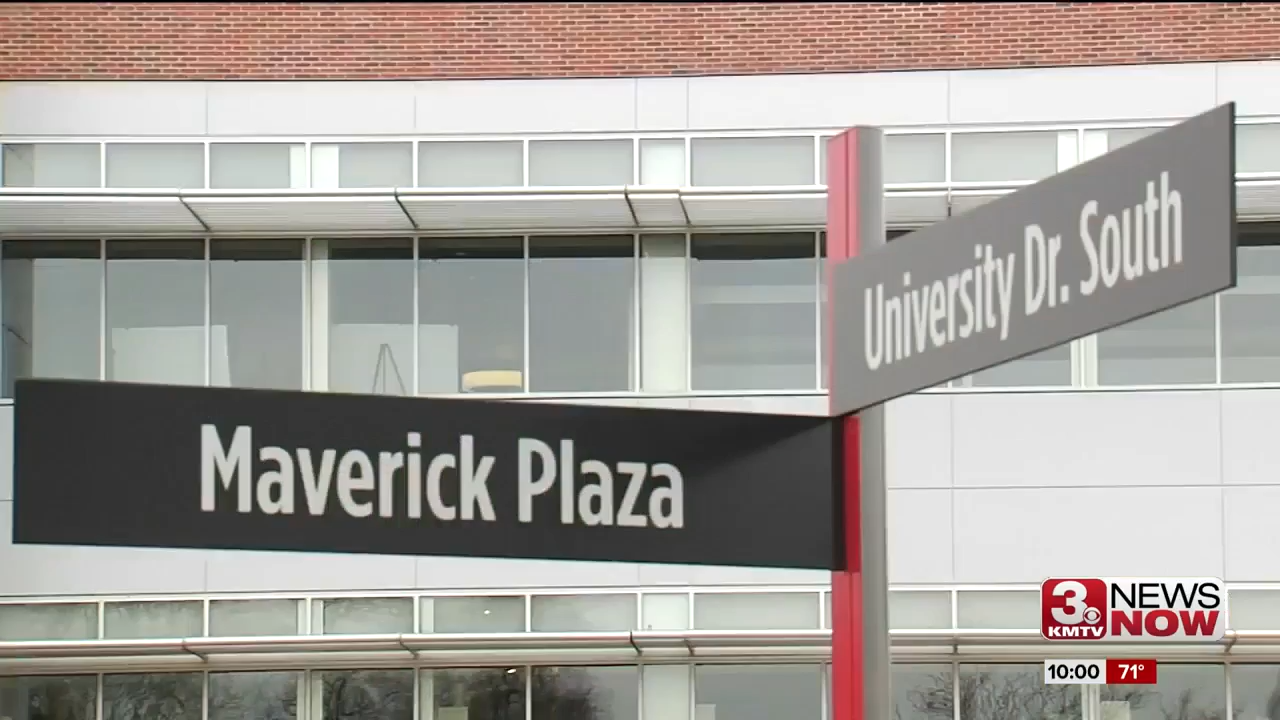 University Dr. South
Maverick Plaza
3 NEWS
KMTV NOW
10:00 71°